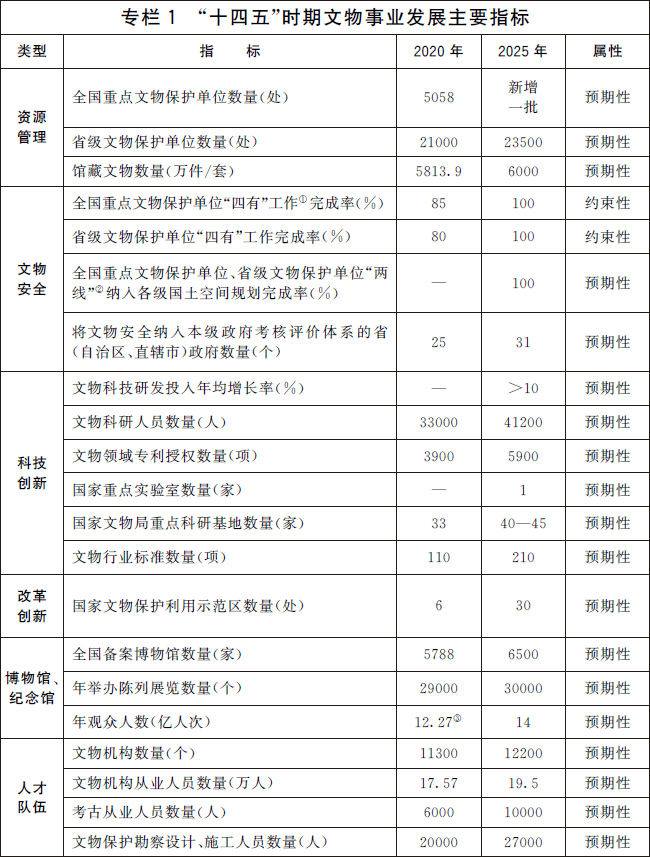 专栏1 “十四五”时期文物事业发展主要指标
类型 指 标 2020年 2025年 属性
资源
管理
全国重点文物保护单位数量(处) 5058 新增
一批 预期性
省级文物保护单位数量(处) 21000 23500 预期性
馆藏文物数量(万件/套) 5813.9 6000 预期性
文物
安全
全国重点文物保护单位“四有”工作①完成率(%) 85 100 约束性
省级文物保护单位“四有”工作完成率(%) 80 100 约束性
全国重点文物保护单位、省级文物保护单位“两
线”②纳入各级国土空间规划完成率(%) — 100 预期性
将文物安全纳入本级政府考核评价体系的省
(自治区、直辖市)政府数量(个) 25 31 预期性
科技
创新
文物科技研发投入年均增长率(%) — >10 预期性
文物科研人员数量(人) 33000 41200 预期性
文物领域专利授权数量(项) 3900 5900 预期性
国家重点实验室数量(家) — 1 预期性
国家文物局重点科研基地数量(家) 33 40—45 预期性
文物行业标准数量(项) 110 210 预期性
改革
创新
国家文物保护利用示范区数量(处) 6 30 预期性
博物馆、
纪念馆
全国备案博物馆数量(家) 5788 6500 预期性
年举办陈列展览数量(个) 29000 30000 预期性
年观众人数(亿人次) 12.27③ 14 预期性
人才
队伍
文物机构数量(个) 11300 12200 预期性
文物机构从业人员数量(万人) 17.57 19.5 预期性
考古从业人员数量(人) 6000 10000 预期性
文物保护勘察设计、施工人员数量(人) 20000 27000 预期性